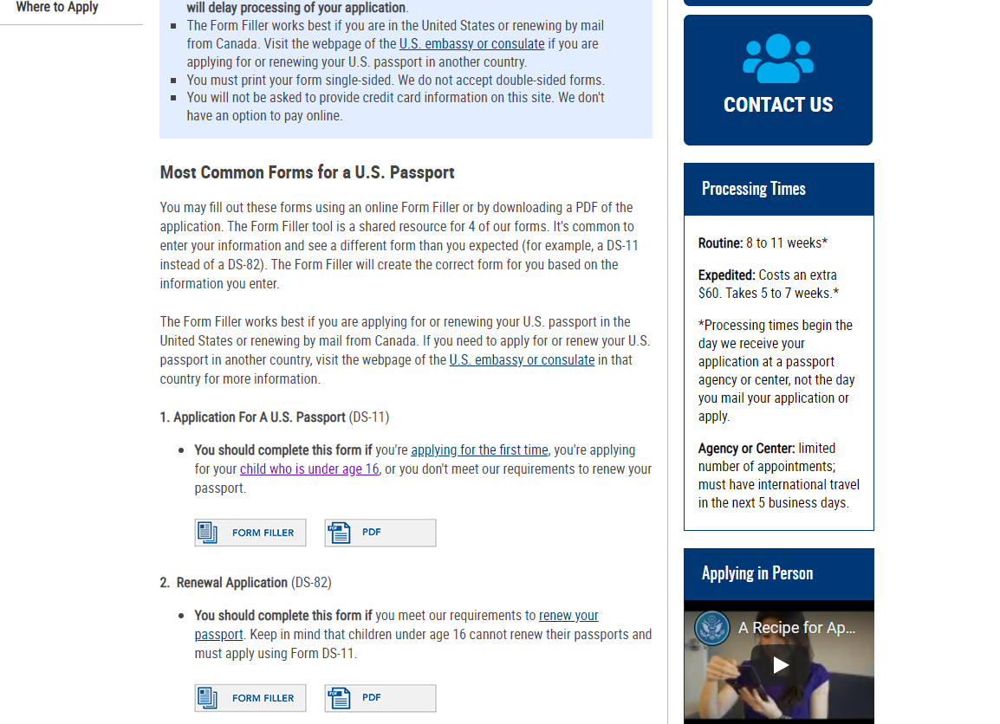 Where to Apply
will delay processing of your application.
The Form Filler works best if you are in the United States or renewing by mail
from Canada. Visit the webpage of the U.S. embassy or consulate if you are
applying for or renewing your U.S. passport in another country.
You must print your form single-sided. We do not accept double-sided forms.
You will not be asked to provide credit card information on this site. We don't
have an option to pay online.
Most Common Forms for a U.S. Passport
You may fill out these forms using an online Form Filler or by downloading a PDF of the
application. The Form Filler tool is a shared resource for 4 of our forms. It's common to
enter your information and see a different form than you expected (for example, a DS-11
instead of a DS-82). The Form Filler will create the correct form for you based on the
information you enter.
The Form Filler works best if you are applying for or renewing your U.S. passport in the
United States or renewing by mail from Canada. If you need to apply for or renew your U.S.
passport in another country, visit the webpage of the U.S. embassy or consulate in that
country for more information.
1. Application For A U.S. Passport (DS-11)
You should complete this form if you're applying for the first time, you're applying
for your child who is under age 16, or you don't meet our requirements to renew your
passport.
FORM FILLER
PDF
2. Renewal Application (DS-82)
You should complete this form if you meet our requirements to renew your
passport. Keep in mind that children under age 16 cannot renew their passports and
must apply using Form DS-11.
FORM FILLER
PDF
CONTACT US
Processing Times
Routine: 8 to 11 weeks*
Expedited: Costs an extra
$60. Takes 5 to 7 weeks.*
*Processing times begin the
day we receive your
application at a passport
agency or center, not the day
you mail your application or
apply.
Agency or Center: limited
number of appointments;
must have international travel
in the next 5 business days.
Applying in Person
A Recipe for Ap...